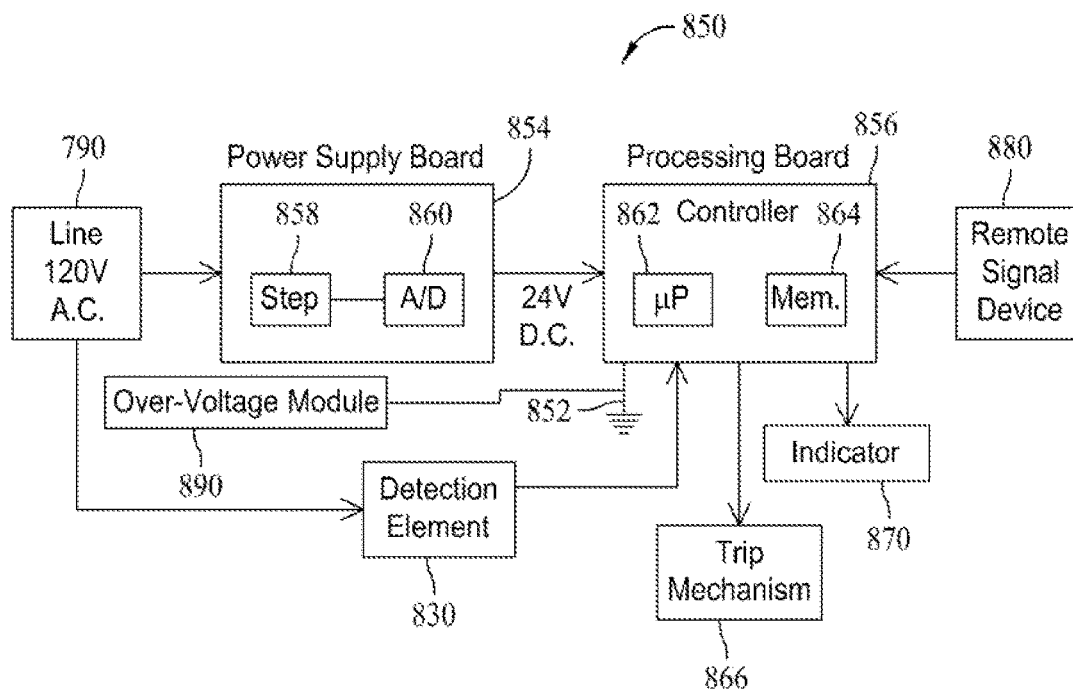 850
790
Line
120V
A.C.
Power Supply Board
854
858
860
Step
A/D
24V
D.C.
Processing Board
856
Controller
862
864
µP
Mem.
880
Remote
Signal
Device
Over-Voltage Module
890
852
Detection
Element
830
Indicator
870
Trip
Mechanism
866